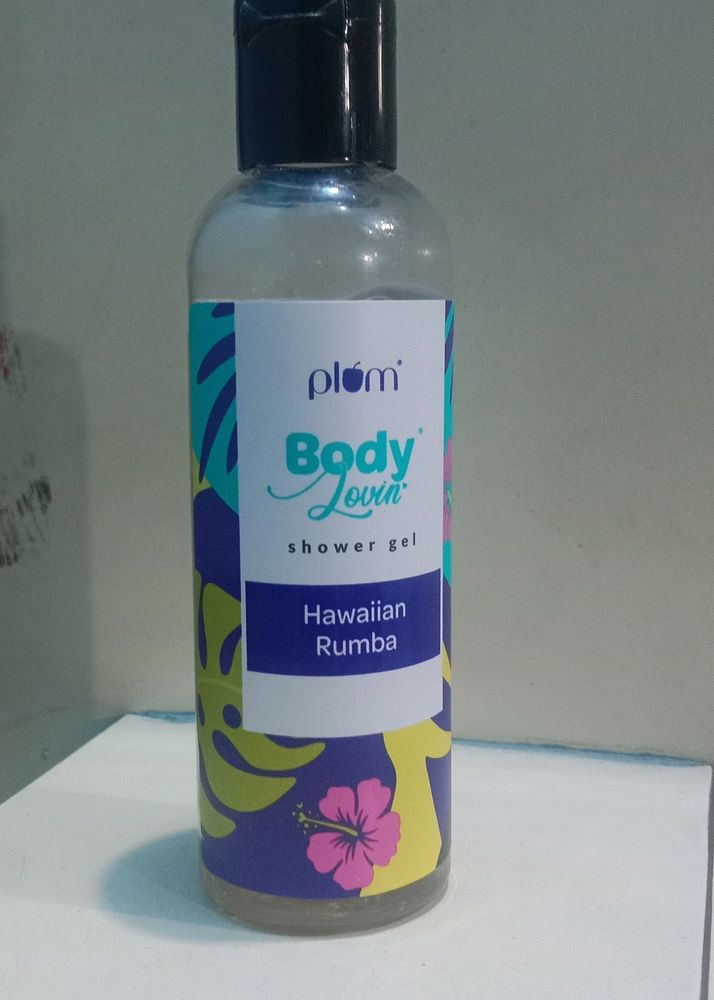 plum
Body
Lovin'
shower gel
Hawaiian
Rumba